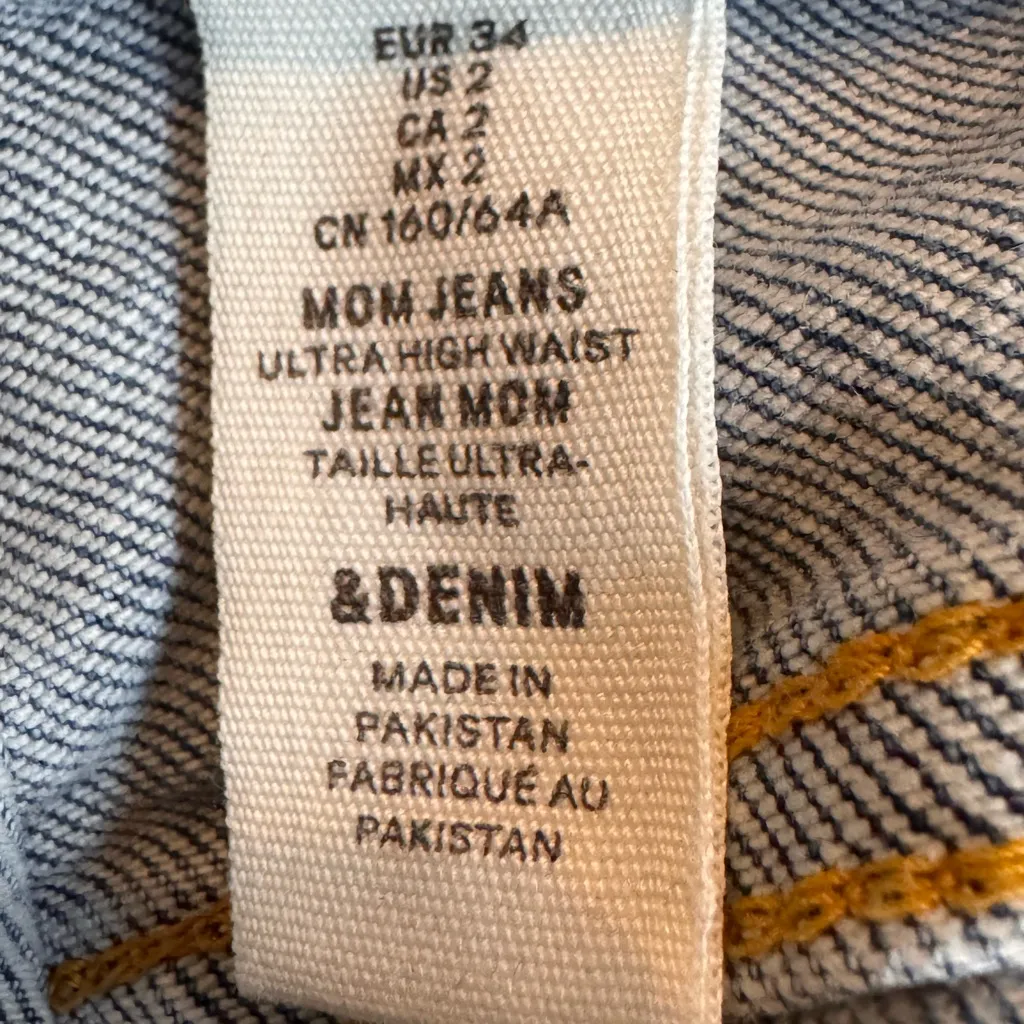 EUR 34
US 2
CA 2
MX 2
CN 160/64A
MOM JEANS
ULTRA HIGH WAIST
JEAN MOM
TAILLE ULTRA-
HAUTE
&DENIM
MADE IN
PAKISTAN
FABRIQUÉ AU
PAKISTAN